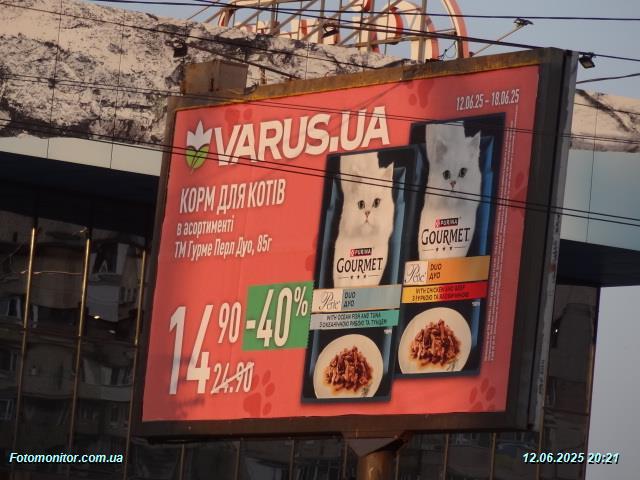 12.06.25 – 18.06.25
VARUS.UA
КОРМ ДЛЯ КОТІВ
в асортименті
ТМ Гурме Перл Дуо, 85г
14 90
-40%
24.90
PURINA
GOURMET
Perle
DUO
ДУО
WITH OCEAN FISH AND TUNA
З ОКЕАНІЧНОЮ РИБОЮ ТА ТУНЦЕМ
PURINA
GOURMET
Perle
DUO
ДУО
WITH CHICKEN AND BEEF
З КУРКОЮ ТА ЯЛОВИЧИНОЮ
Fotomonitor.com.ua
12.06.2025 20:21